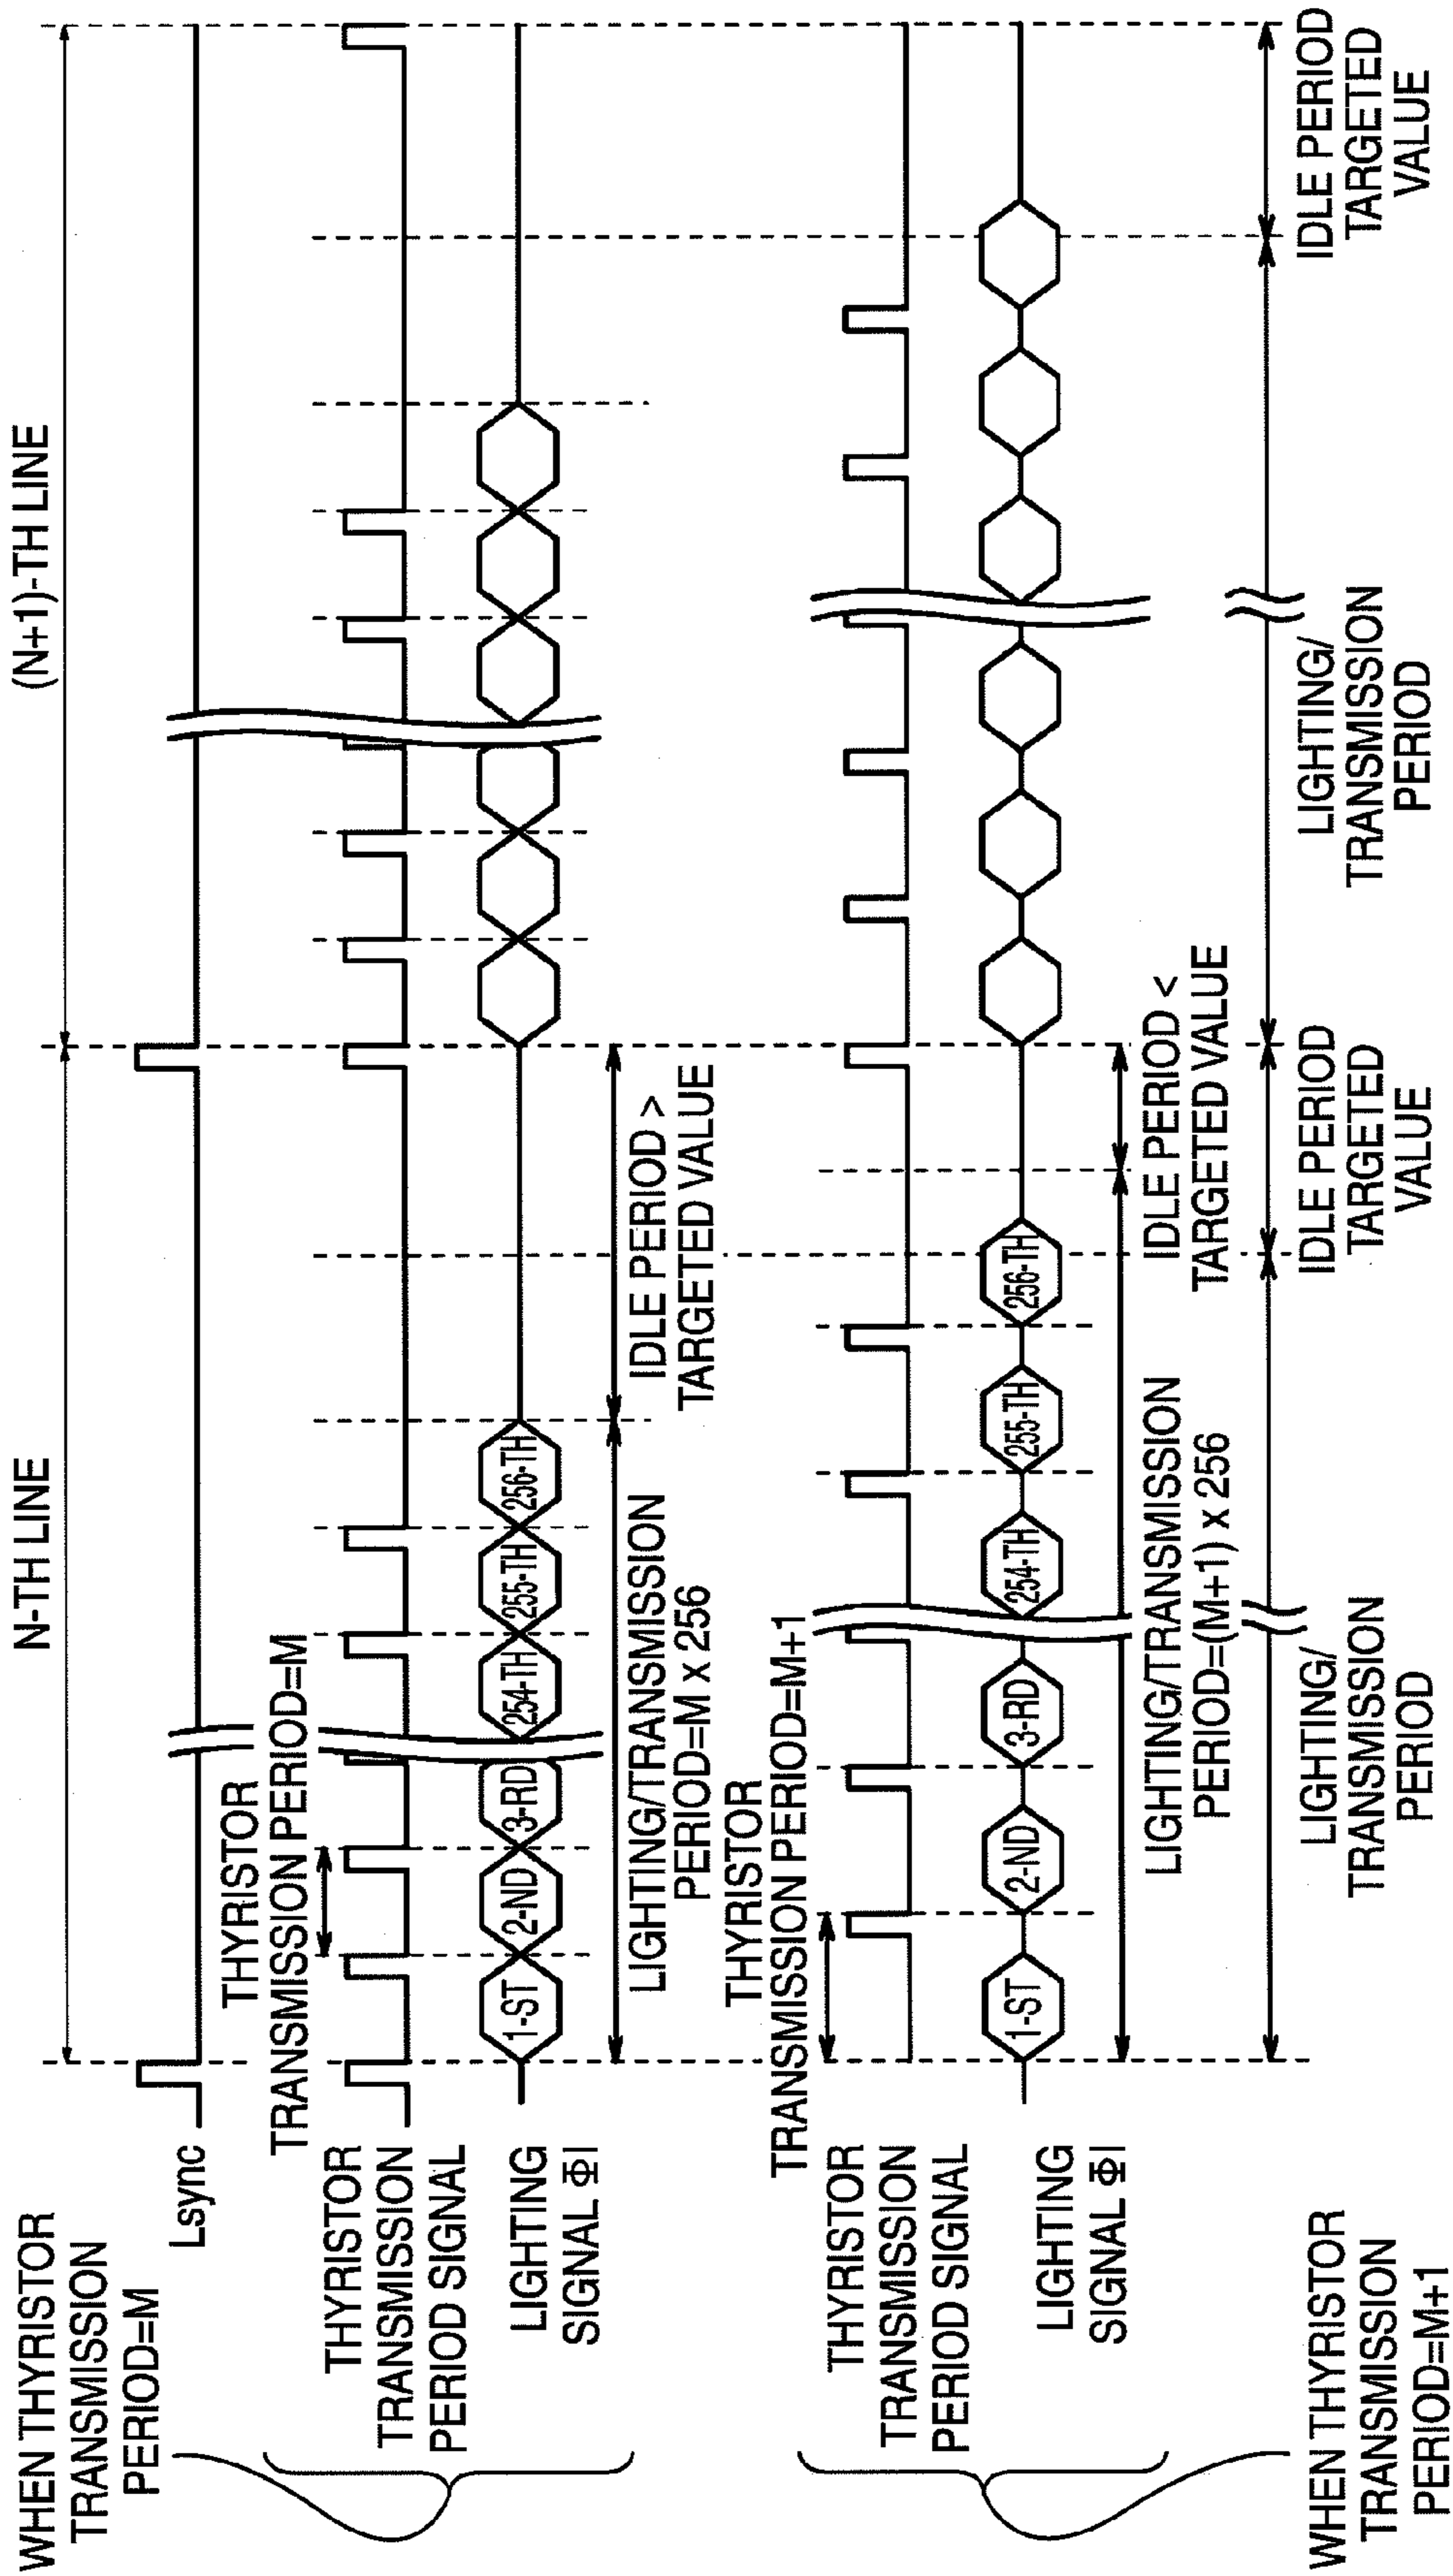 N-TH LINE
(N+1)-TH LINE
WHEN THYRISTOR
TRANSMISSION
PERIOD=M
Lsync
THYRISTOR
TRANSMISSION PERIOD=M
THYRISTOR
TRANSMISSION
PERIOD SIGNAL
LIGHTING
SIGNAL ΦI
1-ST
2-ND
3-RD
254-TH
255-TH
256-TH
LIGHTING/TRANSMISSION
PERIOD=M x 256
IDLE PERIOD >
TARGETED VALUE
THYRISTOR
TRANSMISSION PERIOD=M+1
THYRISTOR
TRANSMISSION
PERIOD SIGNAL
LIGHTING
SIGNAL ΦI
1-ST
2-ND
3-RD
254-TH
255-TH
256-TH
LIGHTING/TRANSMISSION
PERIOD=(M+1) x 256
IDLE PERIOD <
TARGETED VALUE
WHEN THYRISTOR
TRANSMISSION
PERIOD=M+1
LIGHTING/
TRANSMISSION
PERIOD
IDLE PERIOD
TARGETED
VALUE
LIGHTING/
TRANSMISSION
PERIOD
IDLE PERIOD
TARGETED
VALUE